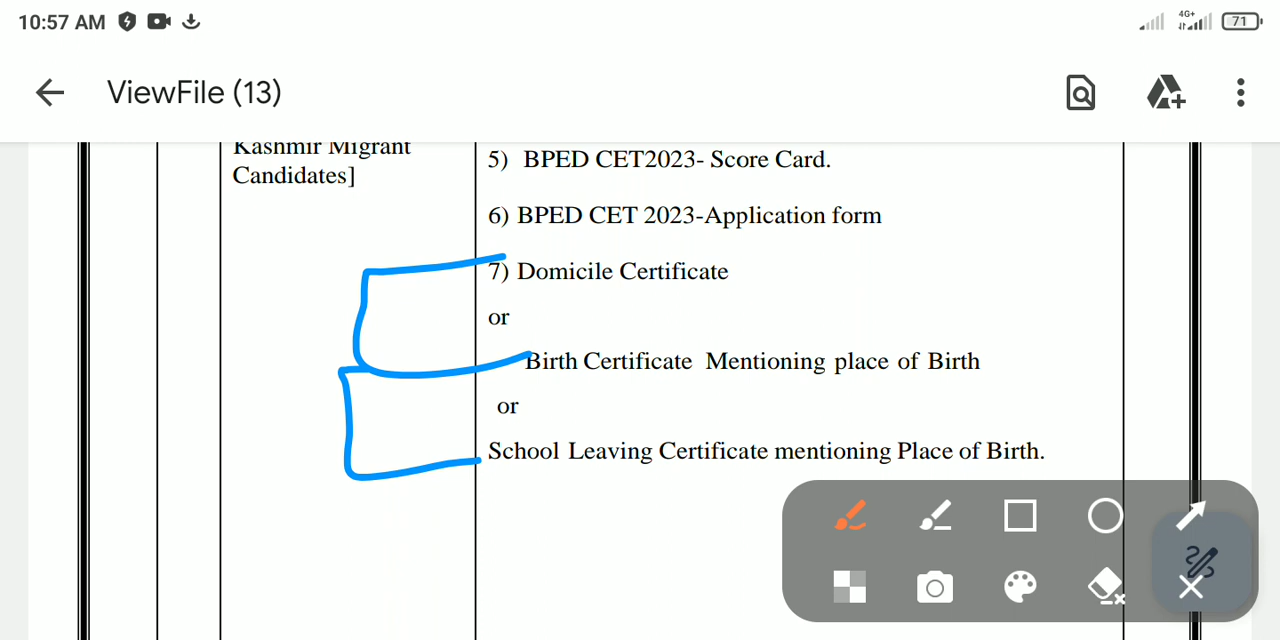 10:57 AM
4G+
71
ViewFile (13)
Kashmir Migrant
Candidates]
5) BPED CET2023- Score Card.
6) BPED CET 2023-Application form
7) Domicile Certificate
or
Birth Certificate Mentioning place of Birth
or
School Leaving Certificate mentioning Place of Birth.